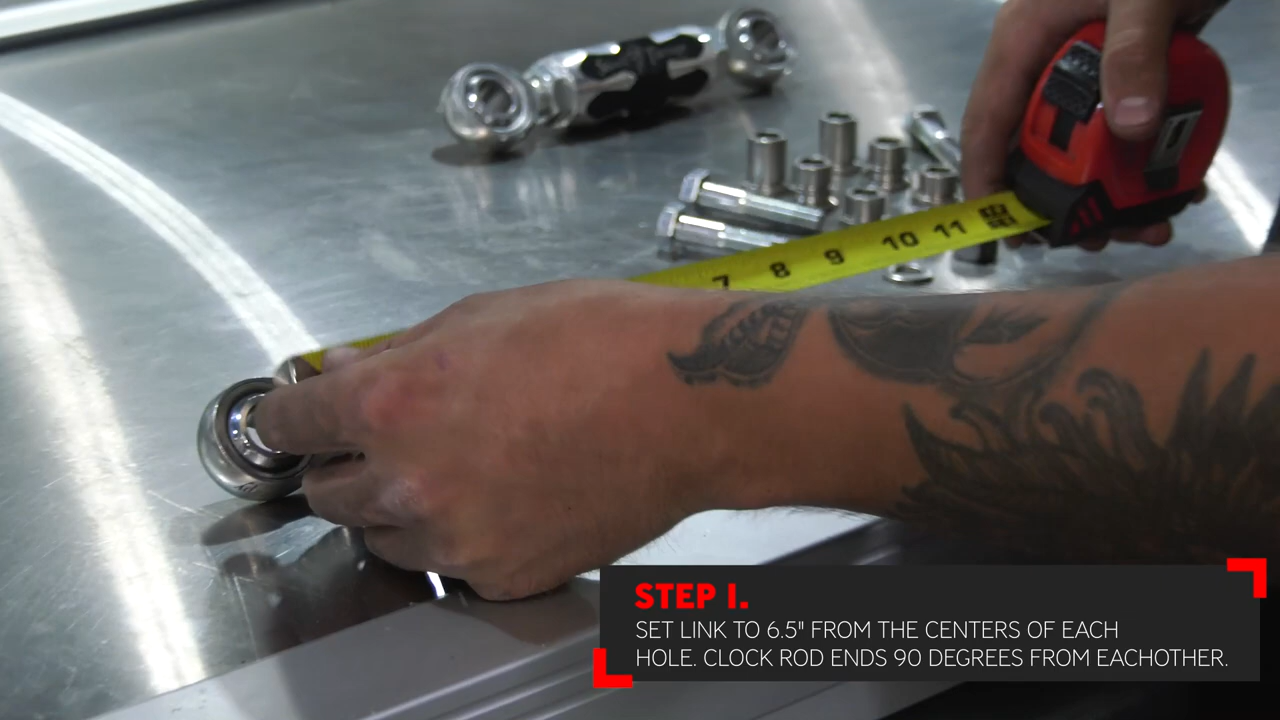 7 8 9 10 11
STEP 1.
SET LINK TO 6.5" FROM THE CENTERS OF EACH
HOLE. CLOCK ROD ENDS 90 DEGREES FROM EACHOTHER.